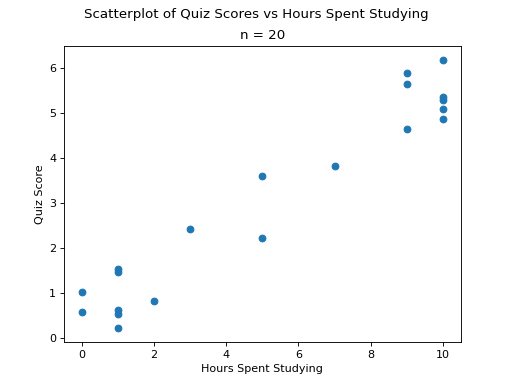 Scatterplot of Quiz Scores vs Hours Spent Studying
n = 20
6
5
4
3
2
1
0
Quiz Score
0 2 4 6 8 10
Hours Spent Studying